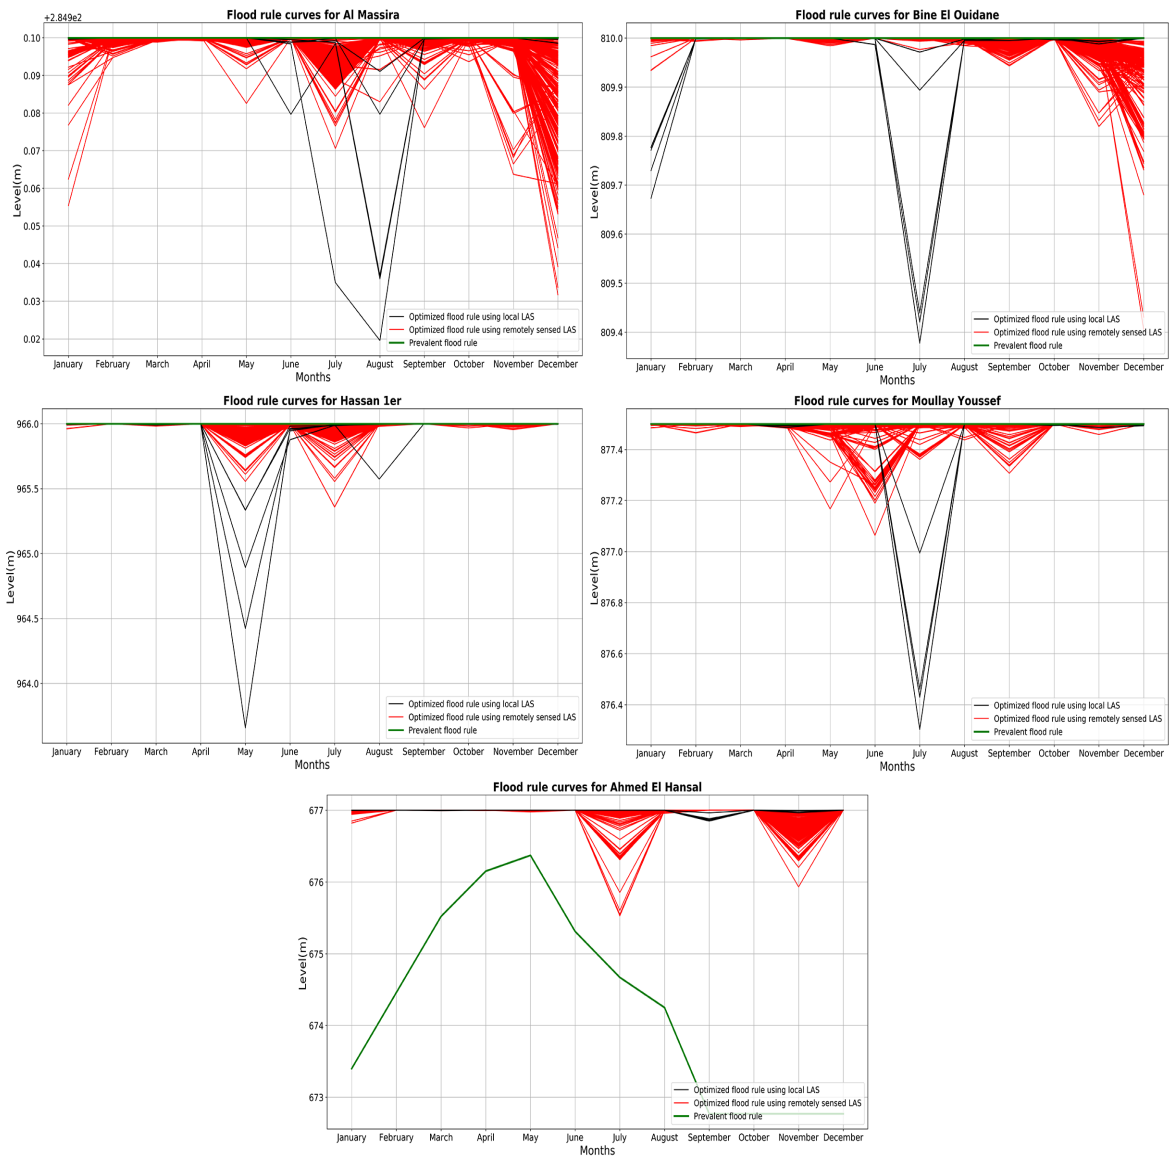 Flood rule curves for Al Massira
+2.849e2
0.10
0.09
0.08
0.07
0.06
0.05
0.04
0.03
0.02
Level(m)
Optimized flood rule using local LAS
Optimized flood rule using remotely sensed LAS
Prevalent flood rule
January February March April May June July August September October November December
Months
Flood rule curves for Bine El Ouidane
810.0
809.9
809.8
809.7
809.6
809.5
809.4
Level(m)
Optimized flood rule using local LAS
Optimized flood rule using remotely sensed LAS
Prevalent flood rule
January February March April May June July August September October November December
Months
Flood rule curves for Hassan 1er
966.0
965.5
965.0
964.5
964.0
Level(m)
Optimized flood rule using local LAS
Optimized flood rule using remotely sensed LAS
Prevalent flood rule
January February March April May June July August September October November December
Months
Flood rule curves for Moullay Youssef
877.4
877.2
877.0
876.8
876.6
876.4
Level(m)
Optimized flood rule using local LAS
Optimized flood rule using remotely sensed LAS
Prevalent flood rule
January February March April May June July August September October November December
Months
Flood rule curves for Ahmed El Hansal
677
676
675
674
673
Level(m)
Optimized flood rule using local LAS
Optimized flood rule using remotely sensed LAS
Prevalent flood rule
January February March April May June July August September October November December
Months